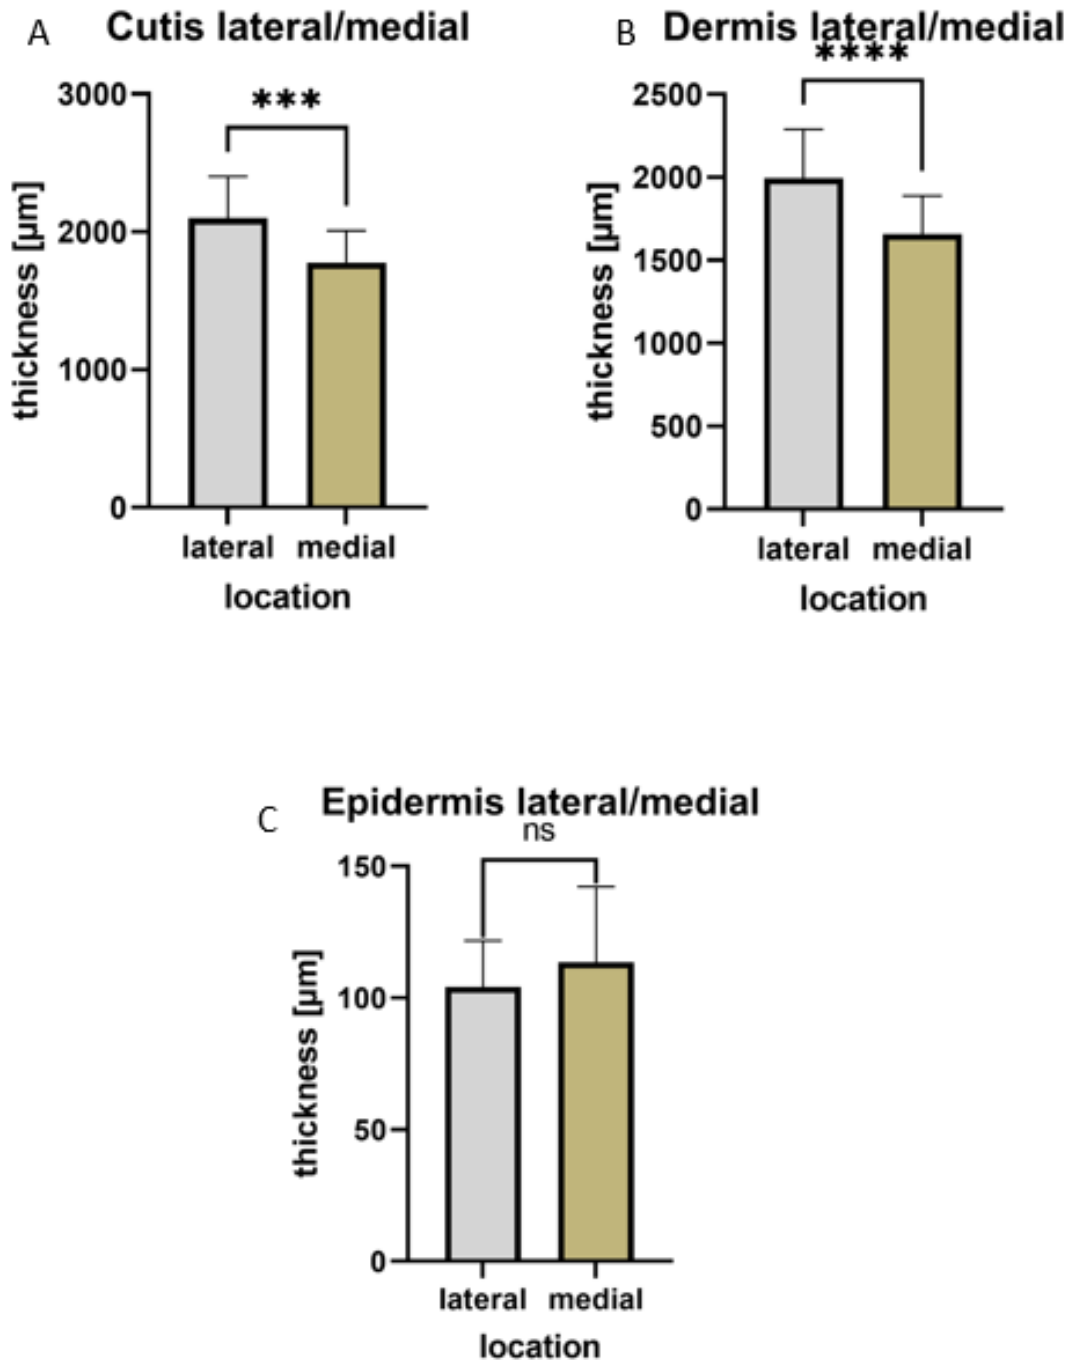 A
Cutis lateral/medial
***
3000
2000
1000
0
thickness [µm]
lateral medial
location
B
Dermis lateral/medial
****
2500
2000
1500
1000
500
0
thickness [µm]
lateral medial
location
C
Epidermis lateral/medial
ns
150
100
50
0
thickness [µm]
lateral medial
location